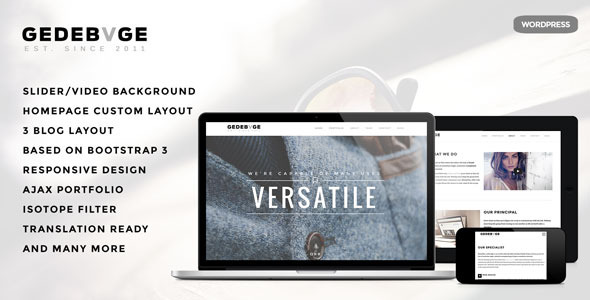 GEDEBVGE
EST. SINCE 2011
WORDPRESS
SLIDER/VIDEO BACKGROUND
HOMEPAGE CUSTOM LAYOUT
3 BLOG LAYOUT
BASED ON BOOTSTRAP 3
RESPONSIVE DESIGN
AJAX PORTFOLIO
ISOTOPE FILTER
TRANSLATION READY
AND MANY MORE
GEDEBVGE
WE'RE CAPABLE OF MANY USES
VERSATILE
WHAT WE DO
OUR PRINCIPAL
OUR SPECIALIST